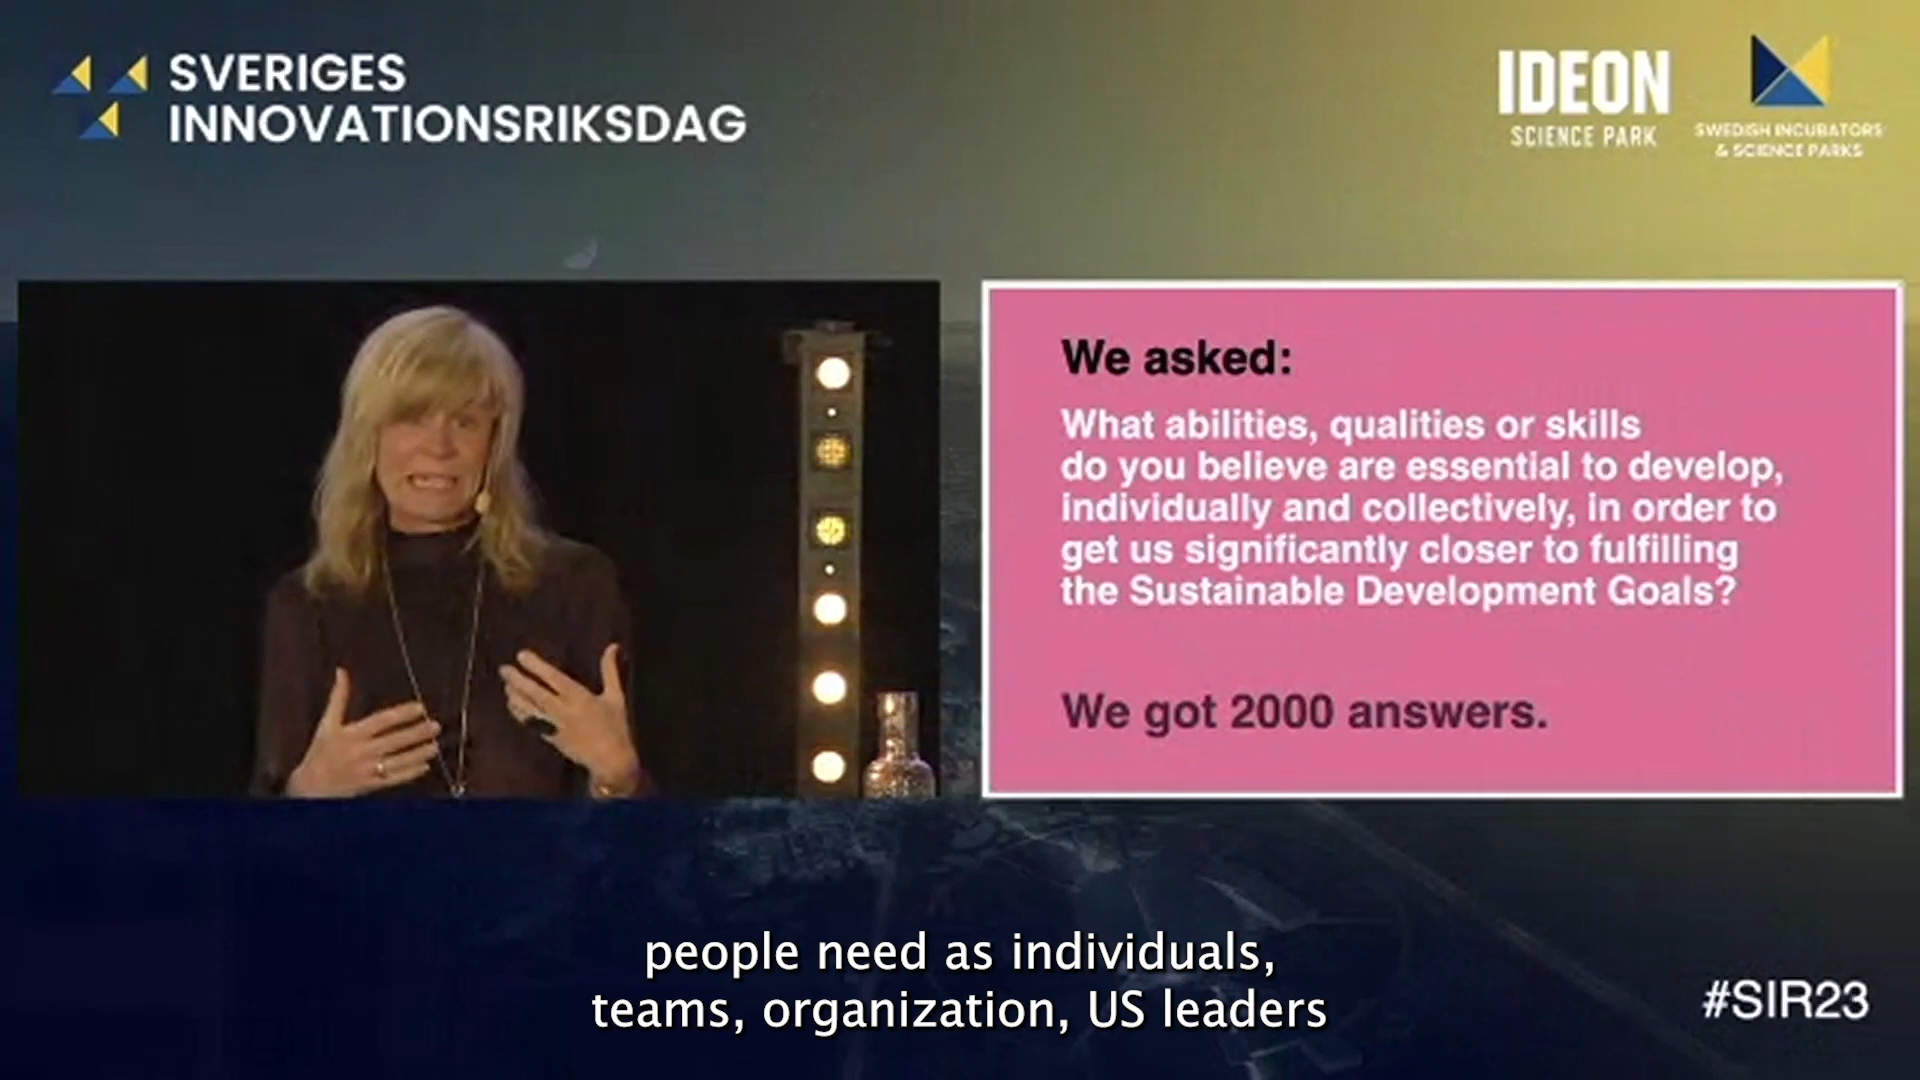 SVERIGES
INNOVATIONSRIKSDAG
IDEON
SCIENCE PARK
SWEDISH INCUBATORS
& SCIENCE PARKS
We asked:
What abilities, qualities or skills
do you believe are essential to develop,
individually and collectively, in order to
get us significantly closer to fulfilling
the Sustainable Development Goals?
We got 2000 answers.
people need as individuals,
teams, organization, US leaders
#SIR23